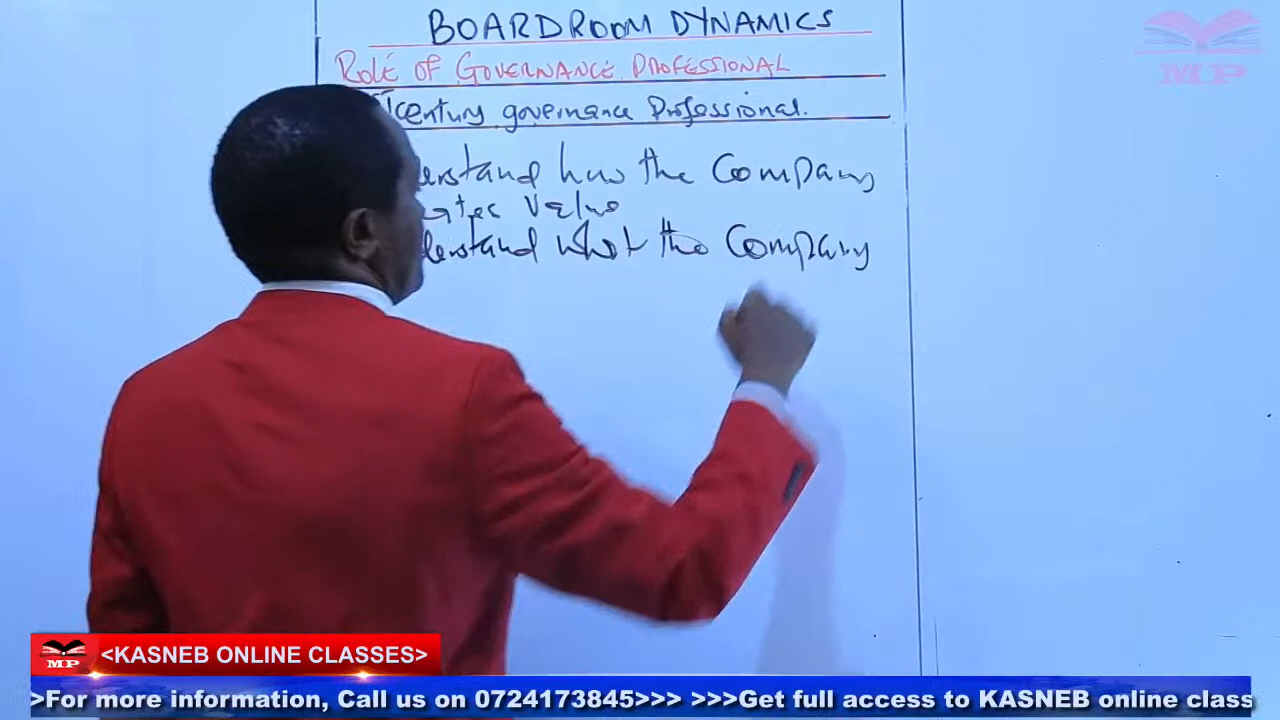 BOARDROOM DYNAMICS
ROLE OF GOVERNANCE PROFESSIONAL
century governance Professional.
erstand how the Company
ates value
derstand what the Company
MP
MP
<KASNEB ONLINE CLASSES>
>For more information, Call us on 0724173845>>> >>>Get full access to KASNEB online class